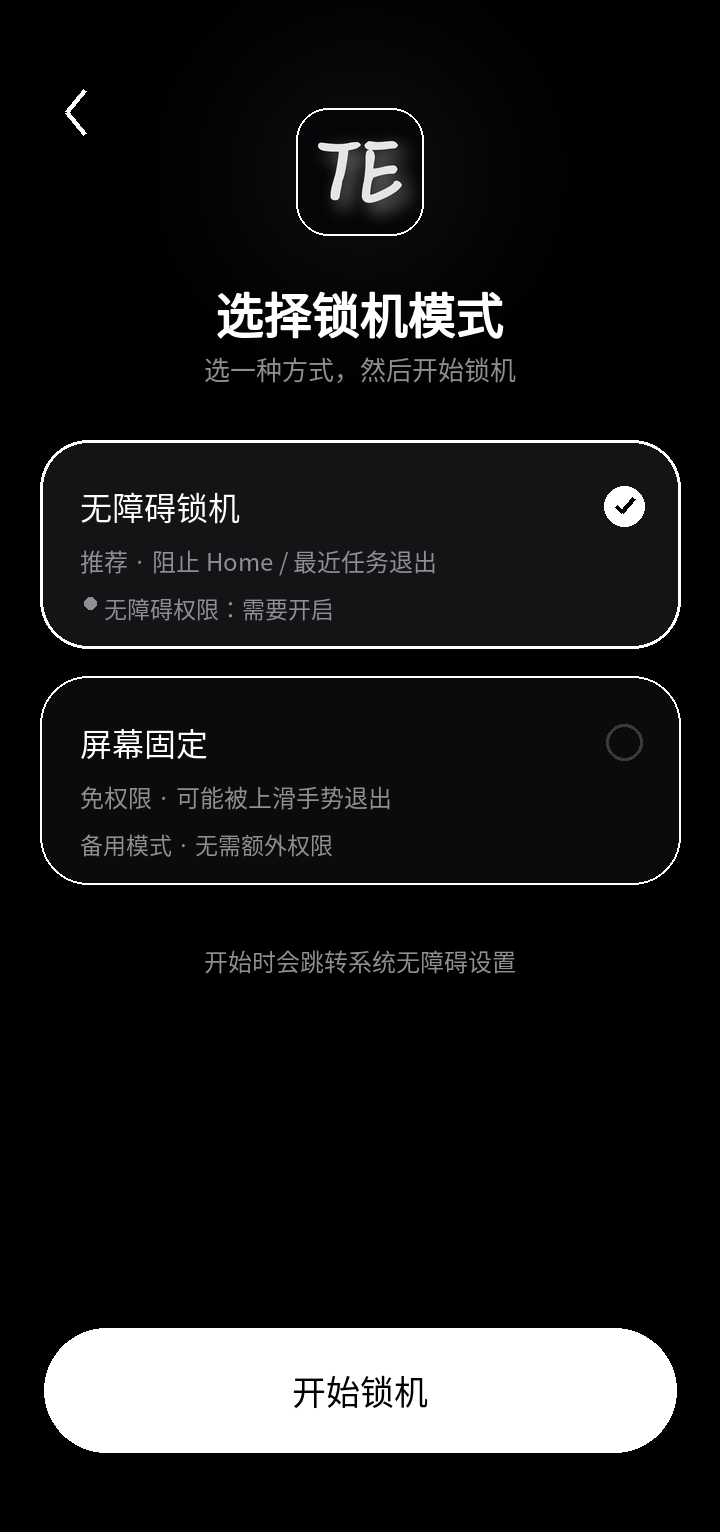 TE
选择锁机模式
选一种方式，然后开始锁机
无障碍锁机
推荐 · 阻止 Home / 最近任务退出
无障碍权限：需要开启
屏幕固定
免权限 · 可能被上滑手势退出
备用模式 · 无需额外权限
开始时会跳转系统无障碍设置
开始锁机